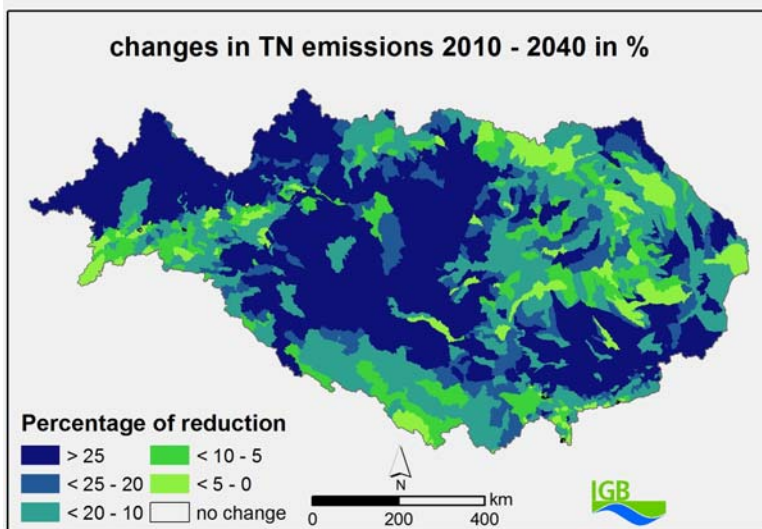 changes in TN emissions 2010 - 2040 in %
Percentage of reduction
> 25
< 10 - 5
< 25 - 20
< 5 - 0
< 20 - 10
no change
N
km
0 200 400
IGB